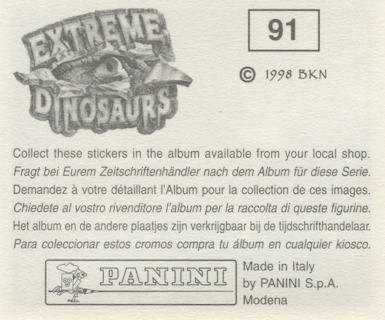 EXTREME
DINOSAURS
91
© 1998 BKN
Collect these stickers in the album available from your local shop.
Fragt bei Eurem Zeitschriftenhändler nach dem Album für diese Serie.
Demandez à votre détaillant l'Album pour la collection de ces images.
Chiedete al vostro rivenditore l'album per la raccolta di queste figurine.
Het album en de andere plaatjes zijn verkrijgbaar bij de tijdschrifthandelaar.
Para coleccionar estos cromos compra tu álbum en cualquier kiosco.
PANINI
Made in Italy
by PANINI S.p.A.
Modena